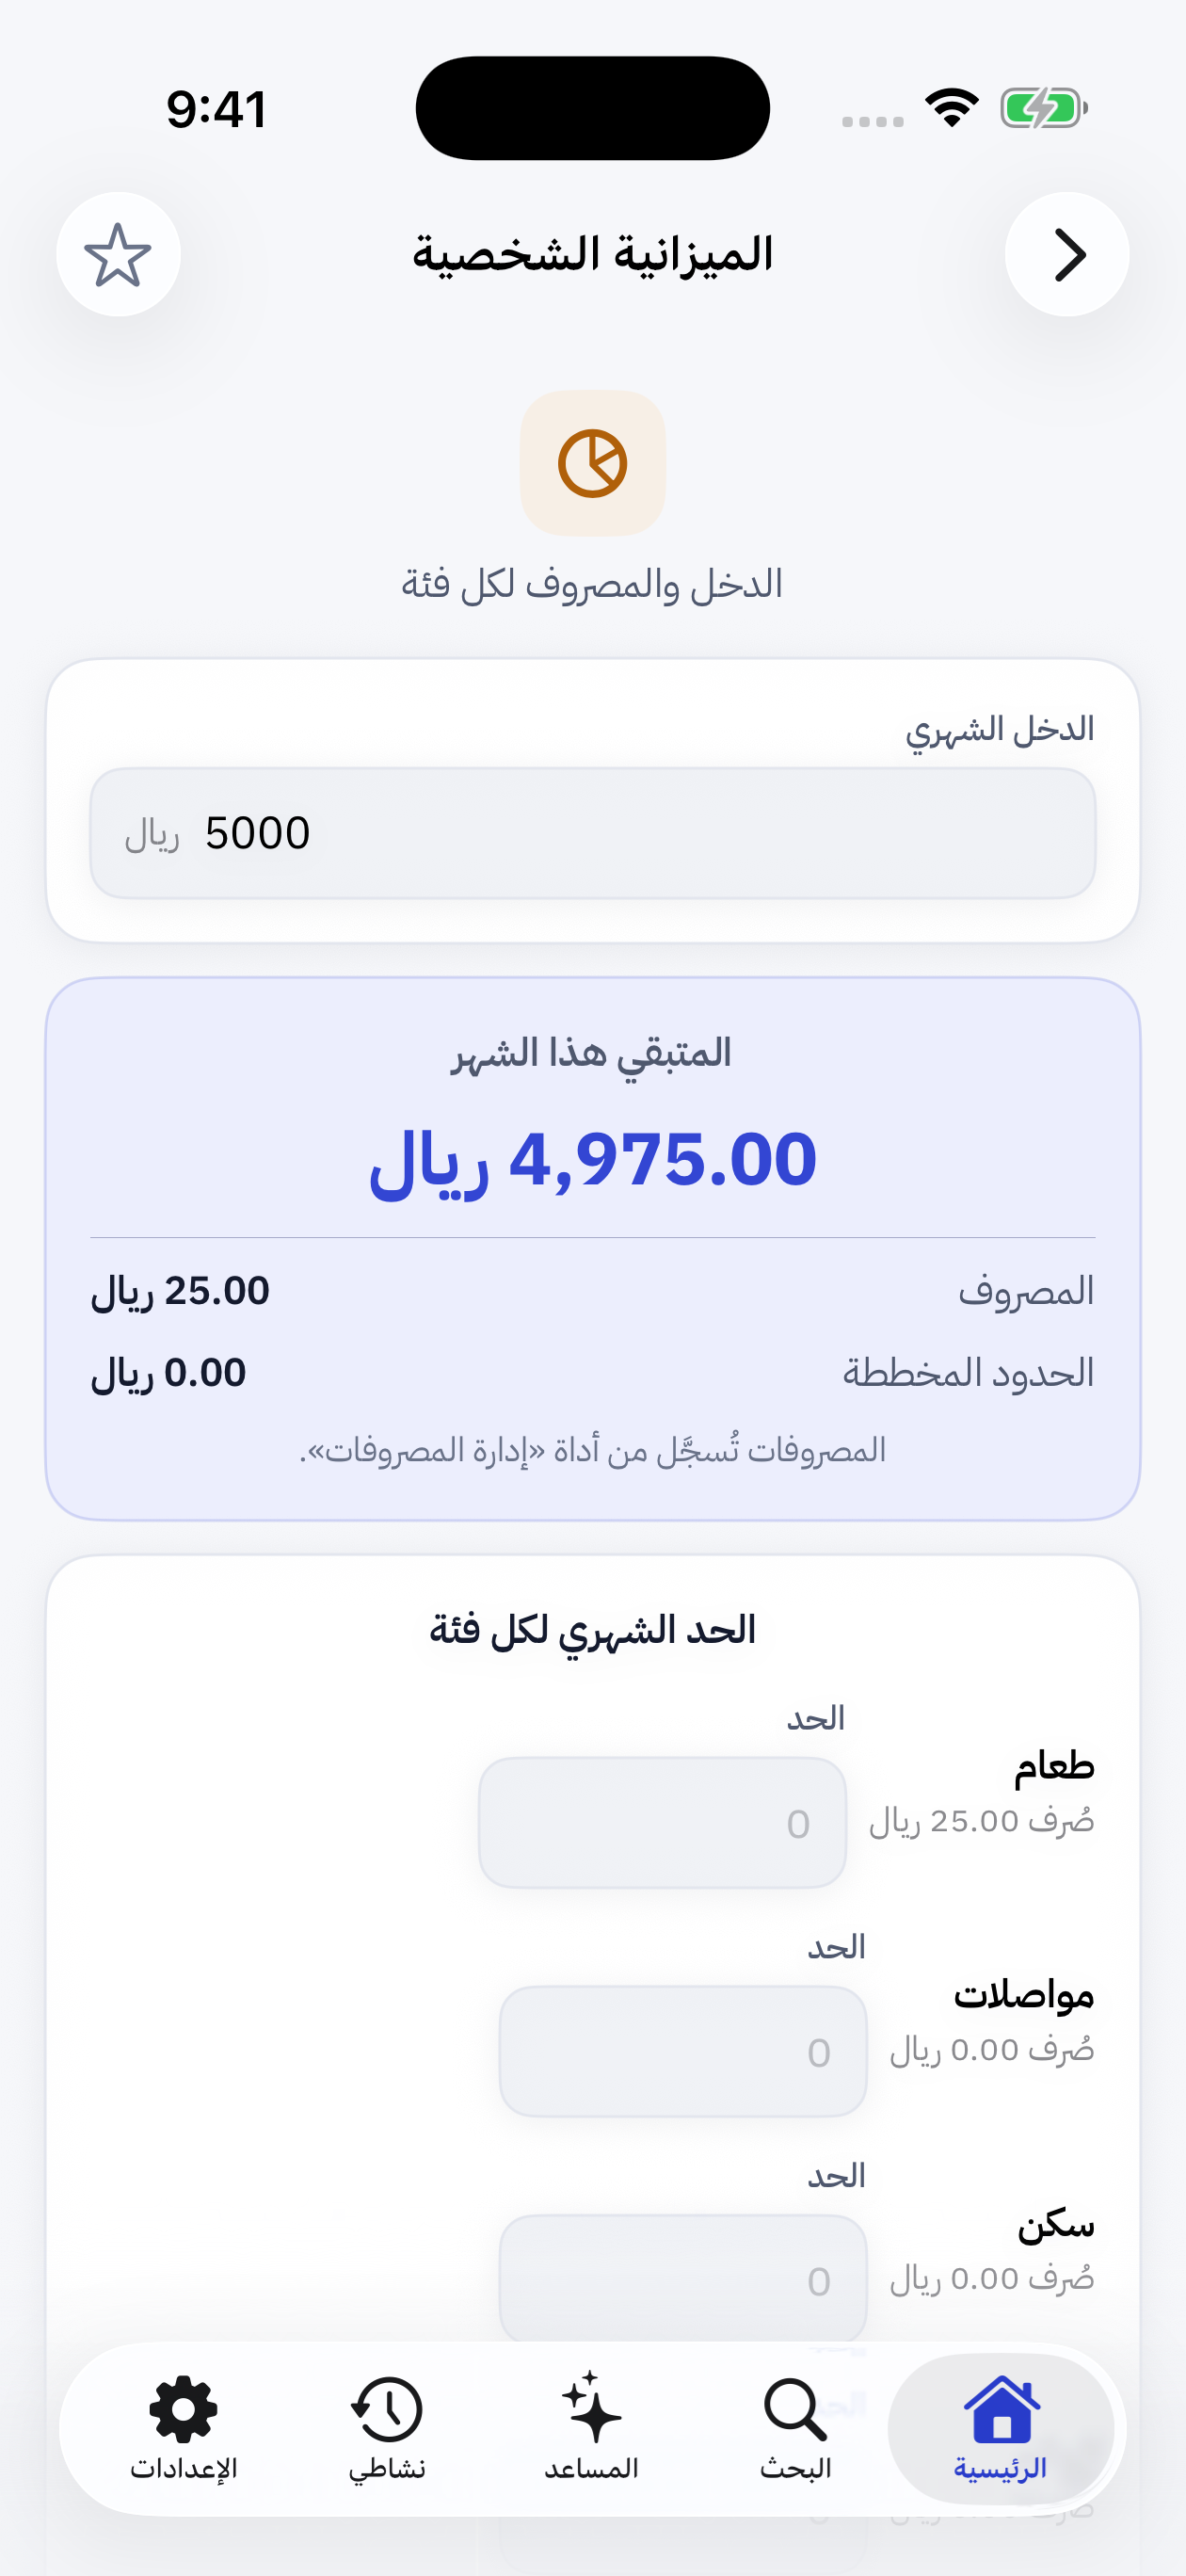 9:41
الميزانية الشخصية
الدخل والمصروف لكل فئة
الدخل الشهري
5000 ريال
المتبقي هذا الشهر
4,975.00 ريال
المصروف 25.00 ريال
الحدود المخططة 0.00 ريال
المصروفات تُسجَّل من أداة «إدارة المصروفات».
الحد الشهري لكل فئة
الحد
طعام
صُرف 25.00 ريال
0
الحد
مواصلات
صُرف 0.00 ريال
0
الحد
سكن
صُرف 0.00 ريال
0
الرئيسية
البحث
المساعد
نشاطي
الإعدادات